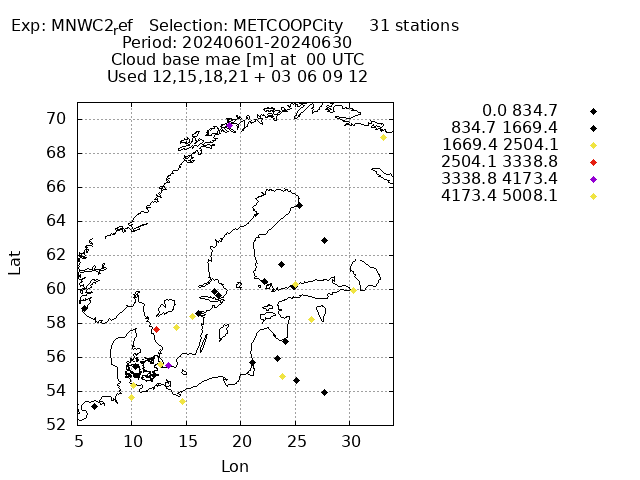 Exp: MNWC2ref   Selection: METCOOPCity     31 stations
Period: 20240601-20240630
Cloud base mae [m] at  00 UTC
Used 12,15,18,21 + 03 06 09 12
0.0 834.7
834.7 1669.4
1669.4 2504.1
2504.1 3338.8
3338.8 4173.4
4173.4 5008.1
Lat
70
68
66
64
62
60
58
56
54
52
5 10 15 20 25 30
Lon